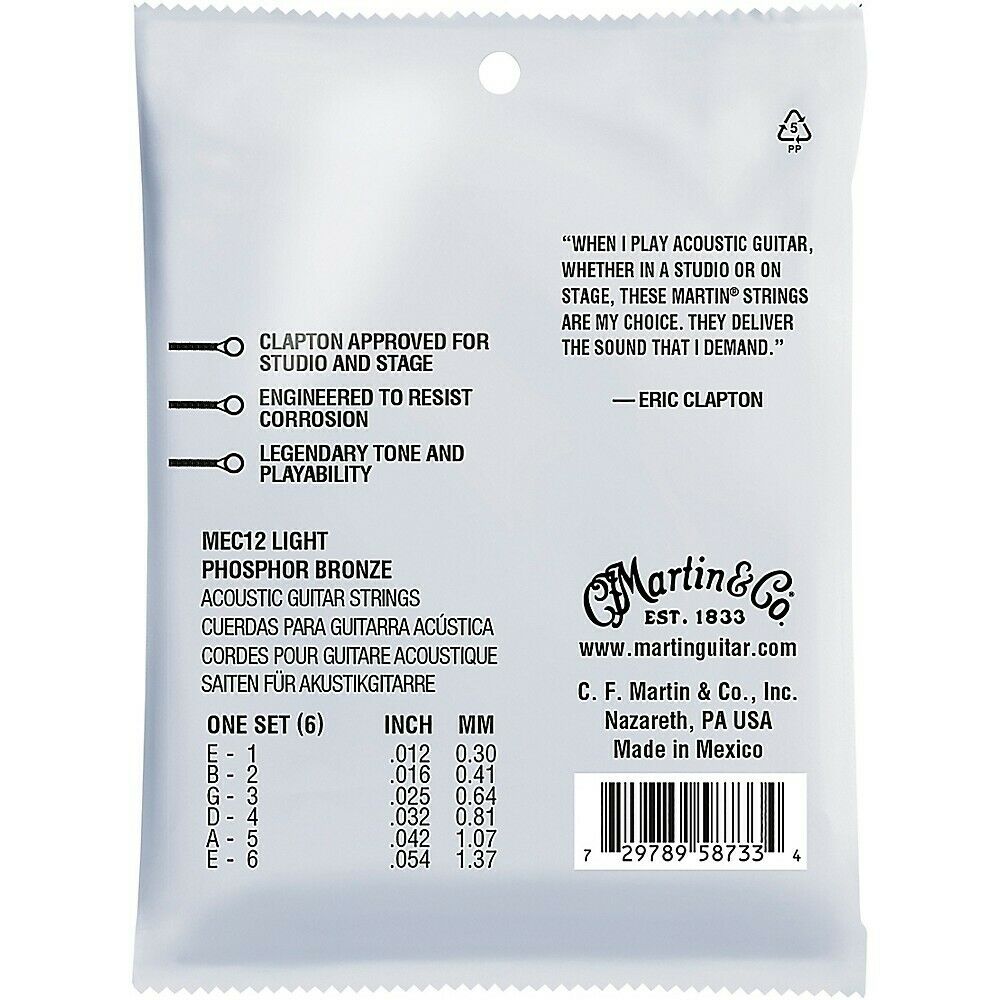 5
PP
“WHEN I PLAY ACOUSTIC GUITAR,
WHETHER IN A STUDIO OR ON
STAGE, THESE MARTIN® STRINGS
ARE MY CHOICE. THEY DELIVER
THE SOUND THAT I DEMAND.”
— ERIC CLAPTON
CLAPTON APPROVED FOR
STUDIO AND STAGE
ENGINEERED TO RESIST
CORROSION
LEGENDARY TONE AND
PLAYABILITY
MEC12 LIGHT
PHOSPHOR BRONZE
ACOUSTIC GUITAR STRINGS
CUERDAS PARA GUITARRA ACÚSTICA
CORDES POUR GUITARE ACOUSTIQUE
SAITEN FÜR AKUSTIKGITARRE
ONE SET (6) INCH MM
E - 1 .012 0.30
B - 2 .016 0.41
G - 3 .025 0.64
D - 4 .032 0.81
A - 5 .042 1.07
E - 6 .054 1.37
CF Martin & Co.®
EST. 1833
www.martinguitar.com
C. F. Martin & Co., Inc.
Nazareth, PA USA
Made in Mexico
7 29789 58733 4